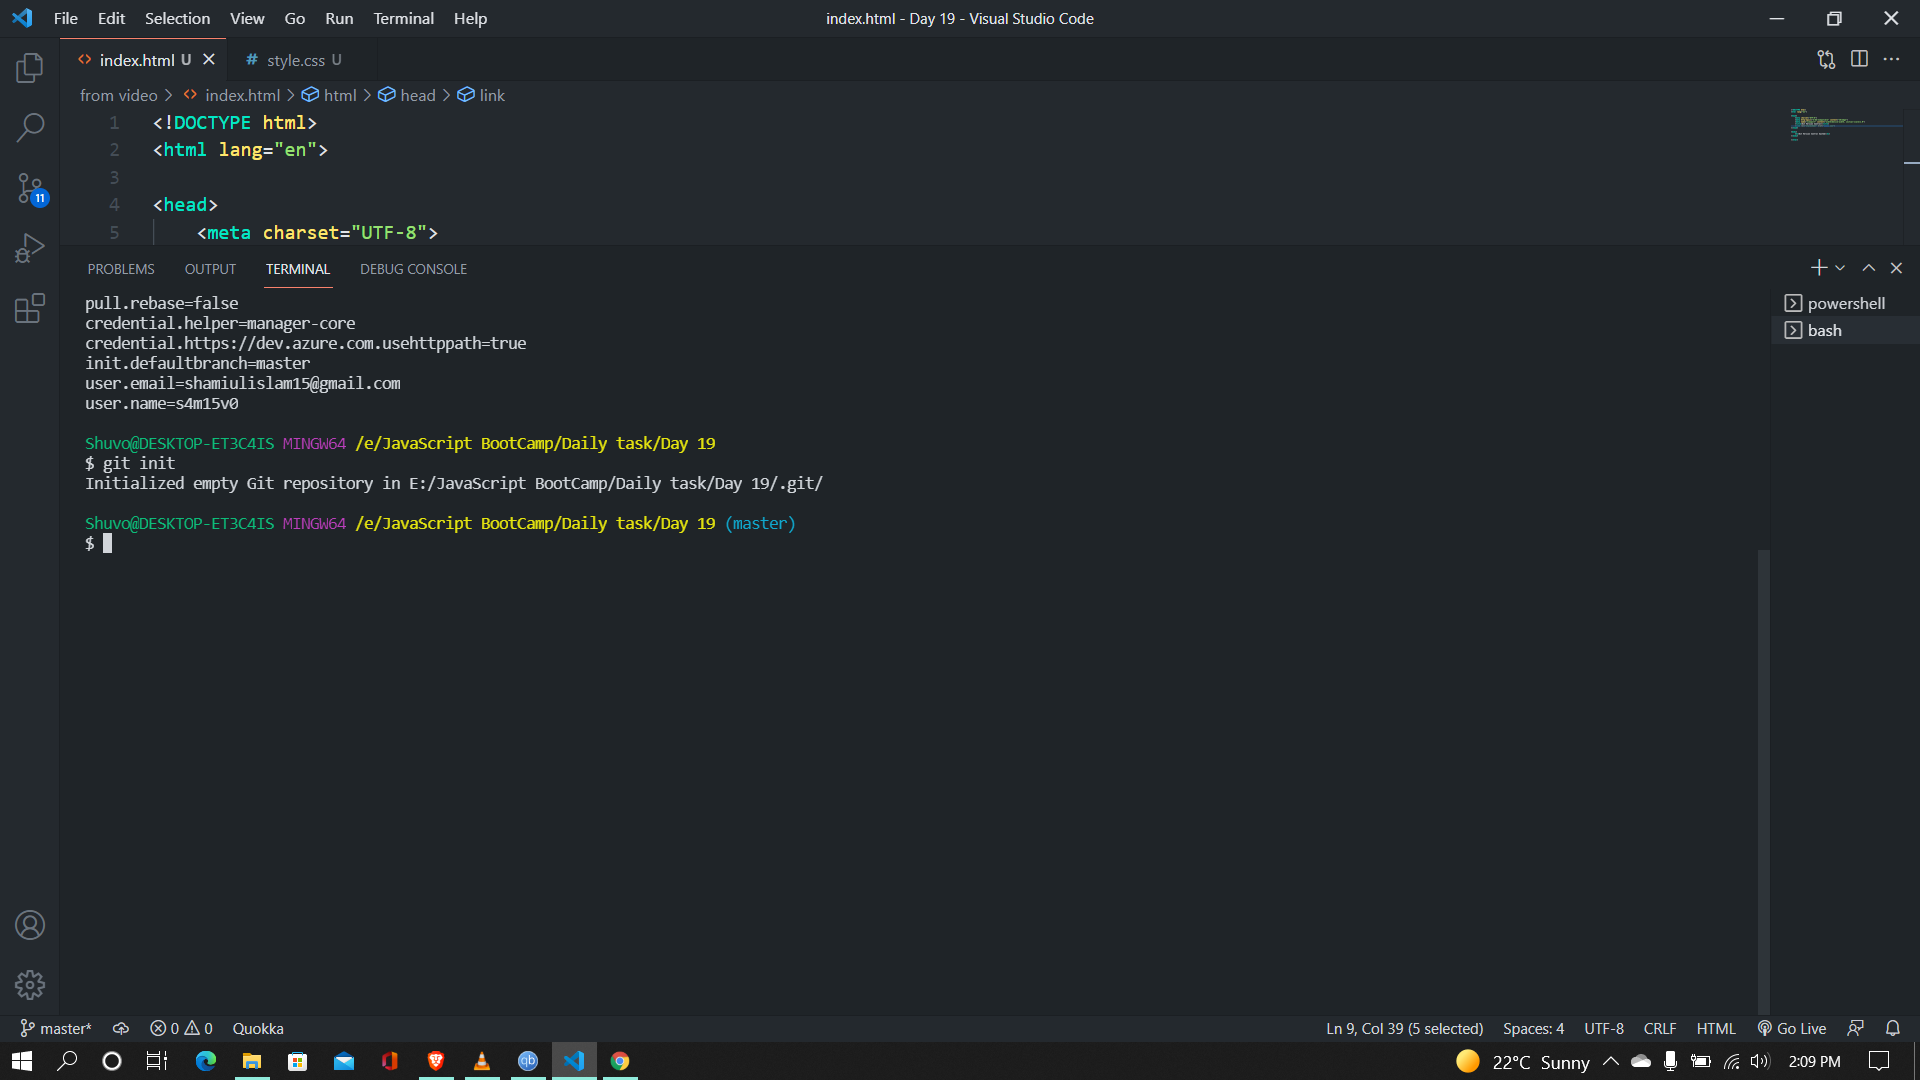 File Edit Selection View Go Run Terminal Help
index.html - Day 19 - Visual Studio Code
index.html U
style.css U
from video > index.html > html > head > link
1 <!DOCTYPE html>
2 <html lang="en">
3
4 <head>
5 <meta charset="UTF-8">
11
PROBLEMS OUTPUT TERMINAL DEBUG CONSOLE
pull.rebase=false
credential.helper=manager-core
credential.https://dev.azure.com.usehttppath=true
init.defaultbranch=master
user.email=shamiulislam15@gmail.com
user.name=s4m15v0
Shuvo@DESKTOP-ET3C4IS MINGW64 /e/JavaScript BootCamp/Daily task/Day 19
$ git init
Initialized empty Git repository in E:/JavaScript BootCamp/Daily task/Day 19/.git/
Shuvo@DESKTOP-ET3C4IS MINGW64 /e/JavaScript BootCamp/Daily task/Day 19 (master)
$
powershell
bash
master* 0 0 Quokka
Ln 9, Col 39 (5 selected) Spaces: 4 UTF-8 CRLF HTML Go Live
qb
22°C Sunny 2:09 PM